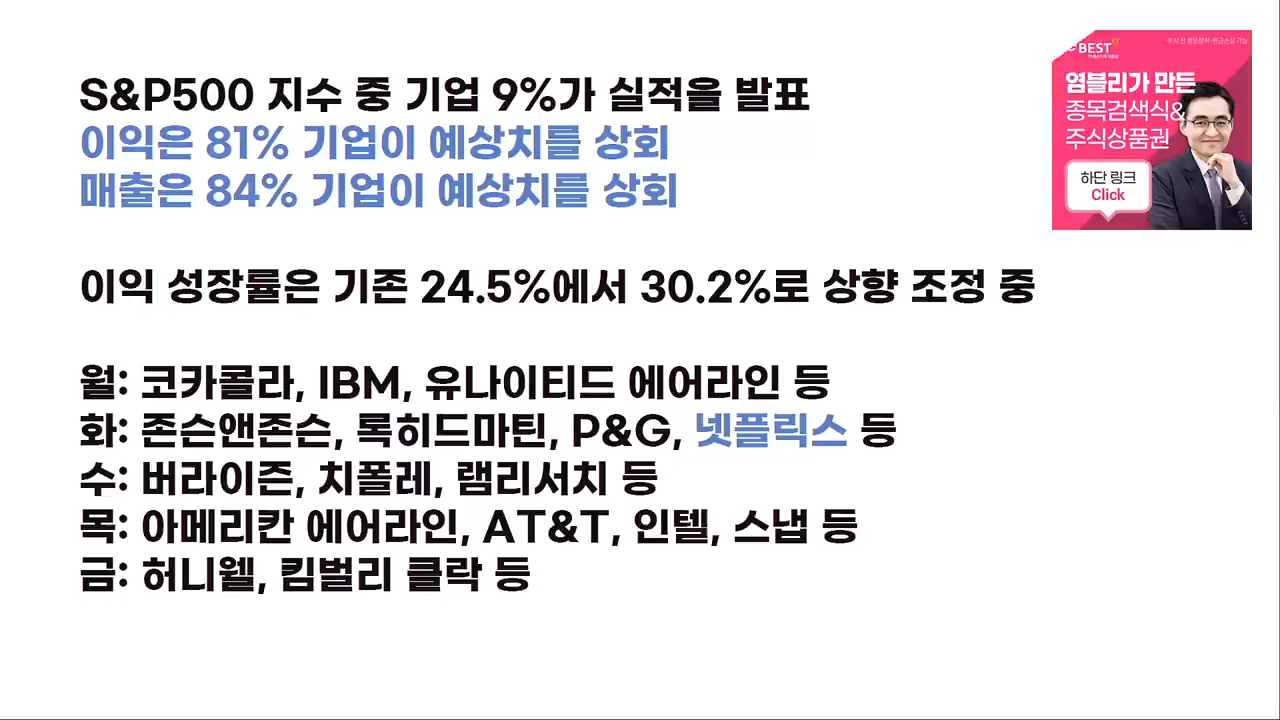 S&P500 지수 중 기업 9%가 실적을 발표
이익은 81% 기업이 예상치를 상회
매출은 84% 기업이 예상치를 상회
이익 성장률은 기존 24.5%에서 30.2%로 상향 조정 중
월: 코카콜라, IBM, 유나이티드 에어라인 등
화: 존슨앤존슨, 록히드마틴, P&G, 넷플릭스 등
수: 버라이즌, 치폴레, 램리서치 등
목: 아메리칸 에어라인, AT&T, 인텔, 스냅 등
금: 허니웰, 킴벌리 클락 등
BEST
염블리가 만든
종목검색식&
주식상품권
하단 링크
Click